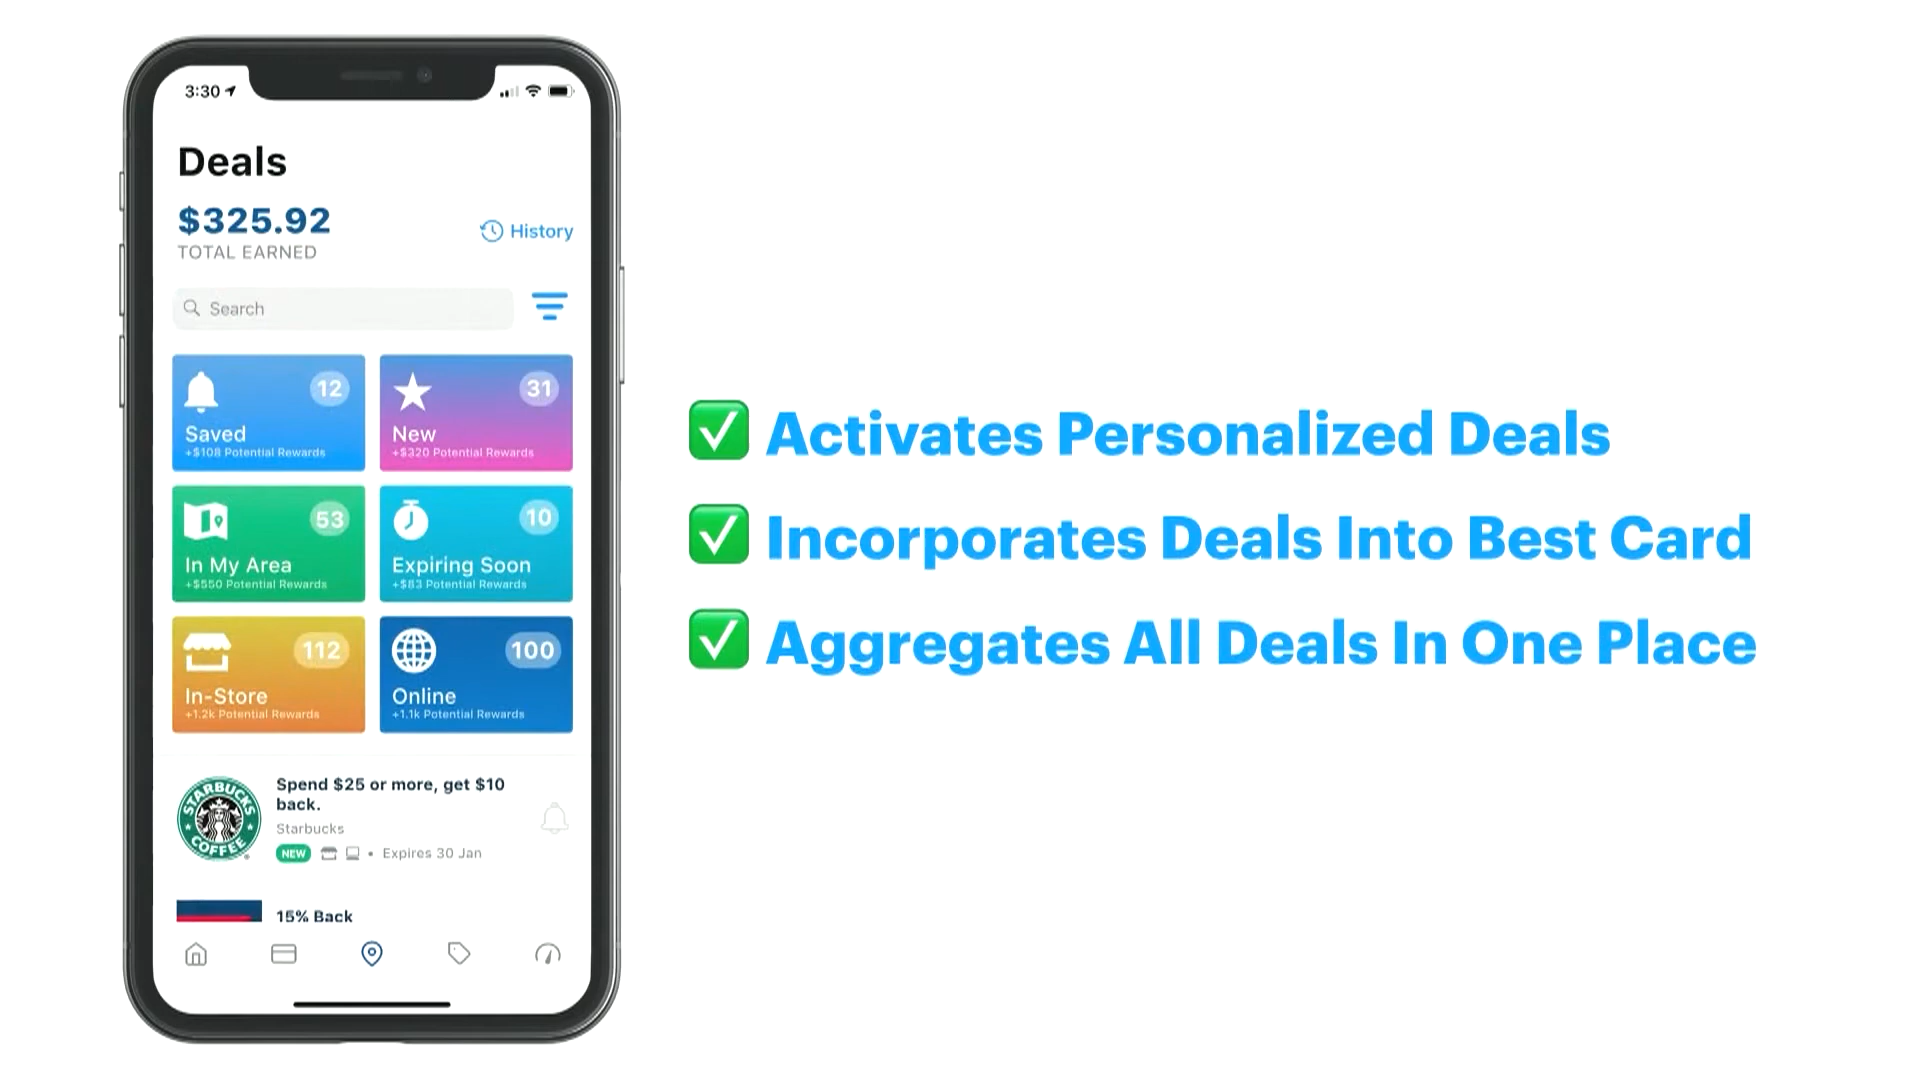 3:30
Deals
$325.92
TOTAL EARNED
History
Search
12
Saved
+$108 Potential Rewards
31
New
+$320 Potential Rewards
53
In My Area
+$550 Potential Rewards
10
Expiring Soon
+$83 Potential Rewards
112
In-Store
+1.2k Potential Rewards
100
Online
+1.1k Potential Rewards
STARBUCKS
COFFEE
Spend $25 or more, get $10
back.
Starbucks
NEW • Expires 30 Jan
15% Back
Activates Personalized Deals
Incorporates Deals Into Best Card
Aggregates All Deals In One Place